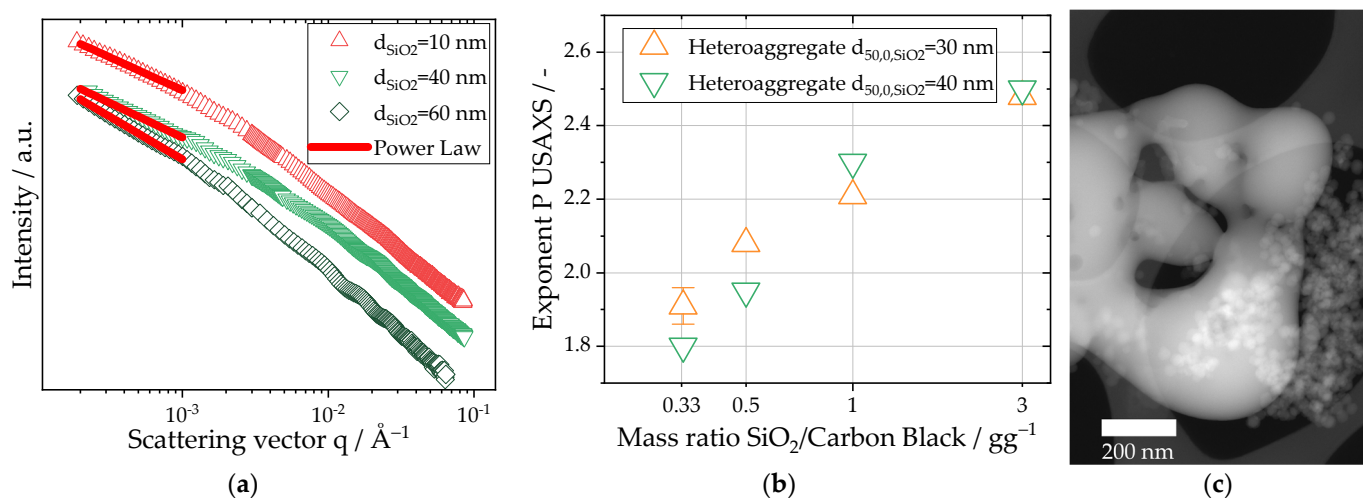 d_SiO2=10 nm
d_SiO2=40 nm
d_SiO2=60 nm
Power Law
Intensity / a.u.
10⁻³
10⁻²
10⁻¹
Scattering vector q / Å⁻¹
(a)
Heteroaggregate d_50,0,SiO2=30 nm
Heteroaggregate d_50,0,SiO2=40 nm
Exponent P USAXS / -
2.6
2.4
2.2
2.0
1.8
0.33
0.5
1
3
Mass ratio SiO₂/Carbon Black / gg⁻¹
(b)
200 nm
(c)